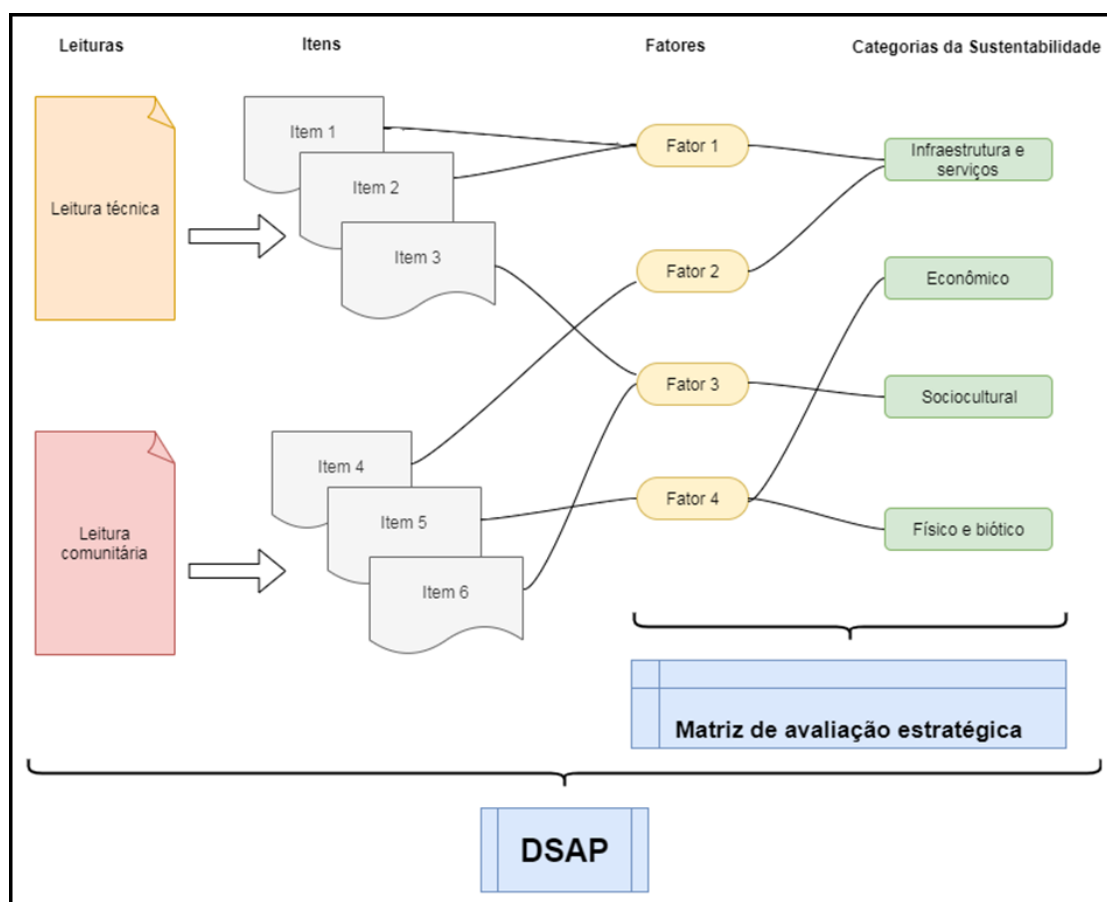 Leituras
Itens
Fatores
Categorias da Sustentabilidade
Leitura técnica
Item 1
Item 2
Item 3
Fator 1
Infraestrutura e
serviços
Fator 2
Econômico
Fator 3
Sociocultural
Leitura
comunitária
Item 4
Item 5
Item 6
Fator 4
Físico e biótico
Matriz de avaliação estratégica
DSAP